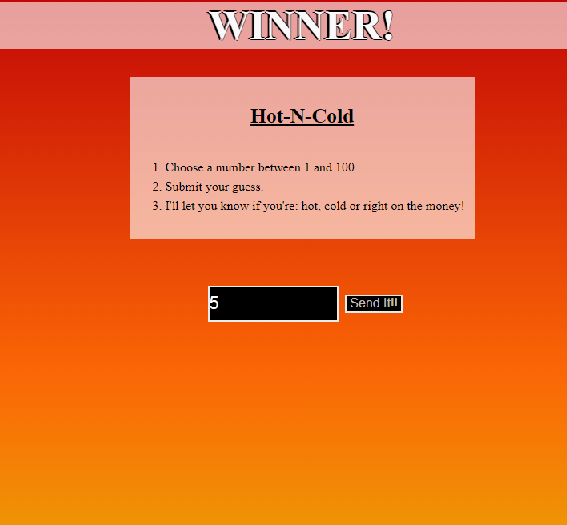 WINNER!
Hot-N-Cold
1. Choose a number between 1 and 100
2. Submit your guess.
3. I'll let you know if you're: hot, cold or right on the money!
5
Send It!!